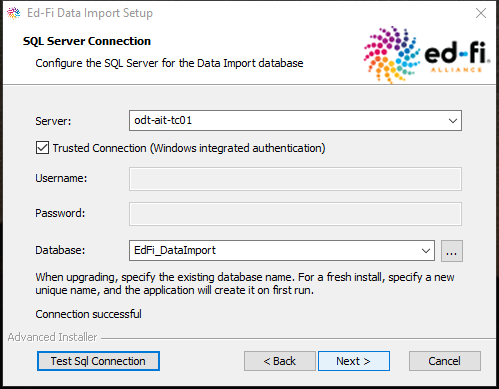 Ed-Fi Data Import Setup
SQL Server Connection
Configure the SQL Server for the Data Import database
ed-fi.
ALLIANCE
Server:
odt-ait-tc01
Trusted Connection (Windows integrated authentication)
Username:
Password:
Database:
EdFi_DataImport
...
When upgrading, specify the existing database name. For a fresh install, specify a new
unique name, and the application will create it on first run.
Connection successful
Advanced Installer
Test Sql Connection
< Back
Next >
Cancel